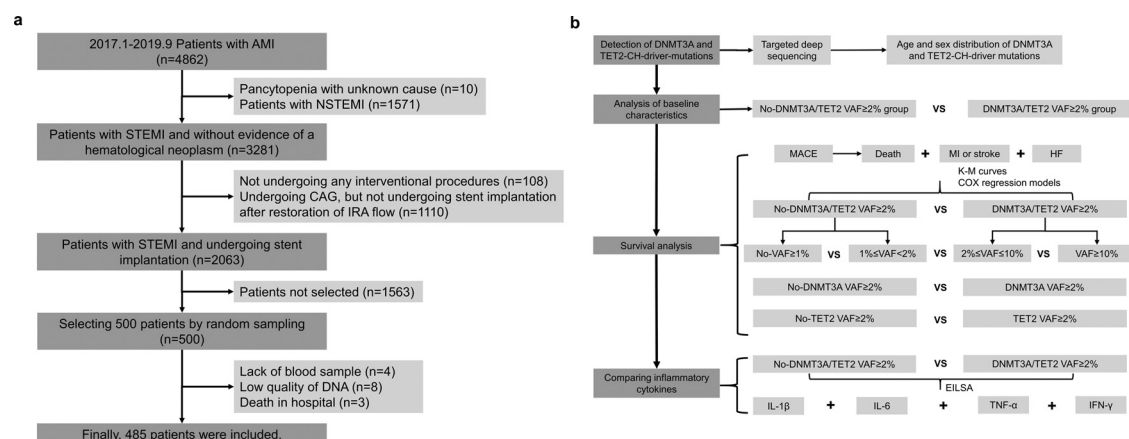 a
2017.1-2019.9 Patients with AMI
(n=4862)
Pancytopenia with unknown cause (n=10)
Patients with NSTEMI (n=1571)
Patients with STEMI and without evidence of a
hematological neoplasm (n=3281)
Not undergoing any interventional procedures (n=108)
Undergoing CAG, but not undergoing stent implantation
after restoration of IRA flow (n=1110)
Patients with STEMI and undergoing stent
implantation (n=2063)
Patients not selected (n=1563)
Selecting 500 patients by random sampling
(n=500)
Lack of blood sample (n=4)
Low quality of DNA (n=8)
Death in hospital (n=3)
Finally, 485 patients were included.
b
Detection of DNMT3A and
TET2-CH-driver-mutations
Targeted deep
sequencing
Age and sex distribution of DNMT3A
and TET2-CH-driver mutations
Analysis of baseline
characteristics
No-DNMT3A/TET2 VAF≥2% group
VS
DNMT3A/TET2 VAF≥2% group
MACE
Death
+
MI or stroke
+
HF
K-M curves
COX regression models
No-DNMT3A/TET2 VAF≥2%
VS
DNMT3A/TET2 VAF≥2%
Survival analysis
No-VAF≥1%
VS
1%≤VAF<2%
VS
2%≤VAF≤10%
VS
VAF≥10%
No-DNMT3A VAF≥2%
VS
DNMT3A VAF≥2%
No-TET2 VAF≥2%
VS
TET2 VAF≥2%
Comparing inflammatory
cytokines
No-DNMT3A/TET2 VAF≥2%
VS
DNMT3A/TET2 VAF≥2%
EILSA
IL-1β
+
IL-6
+
TNF-α
+
IFN-γ